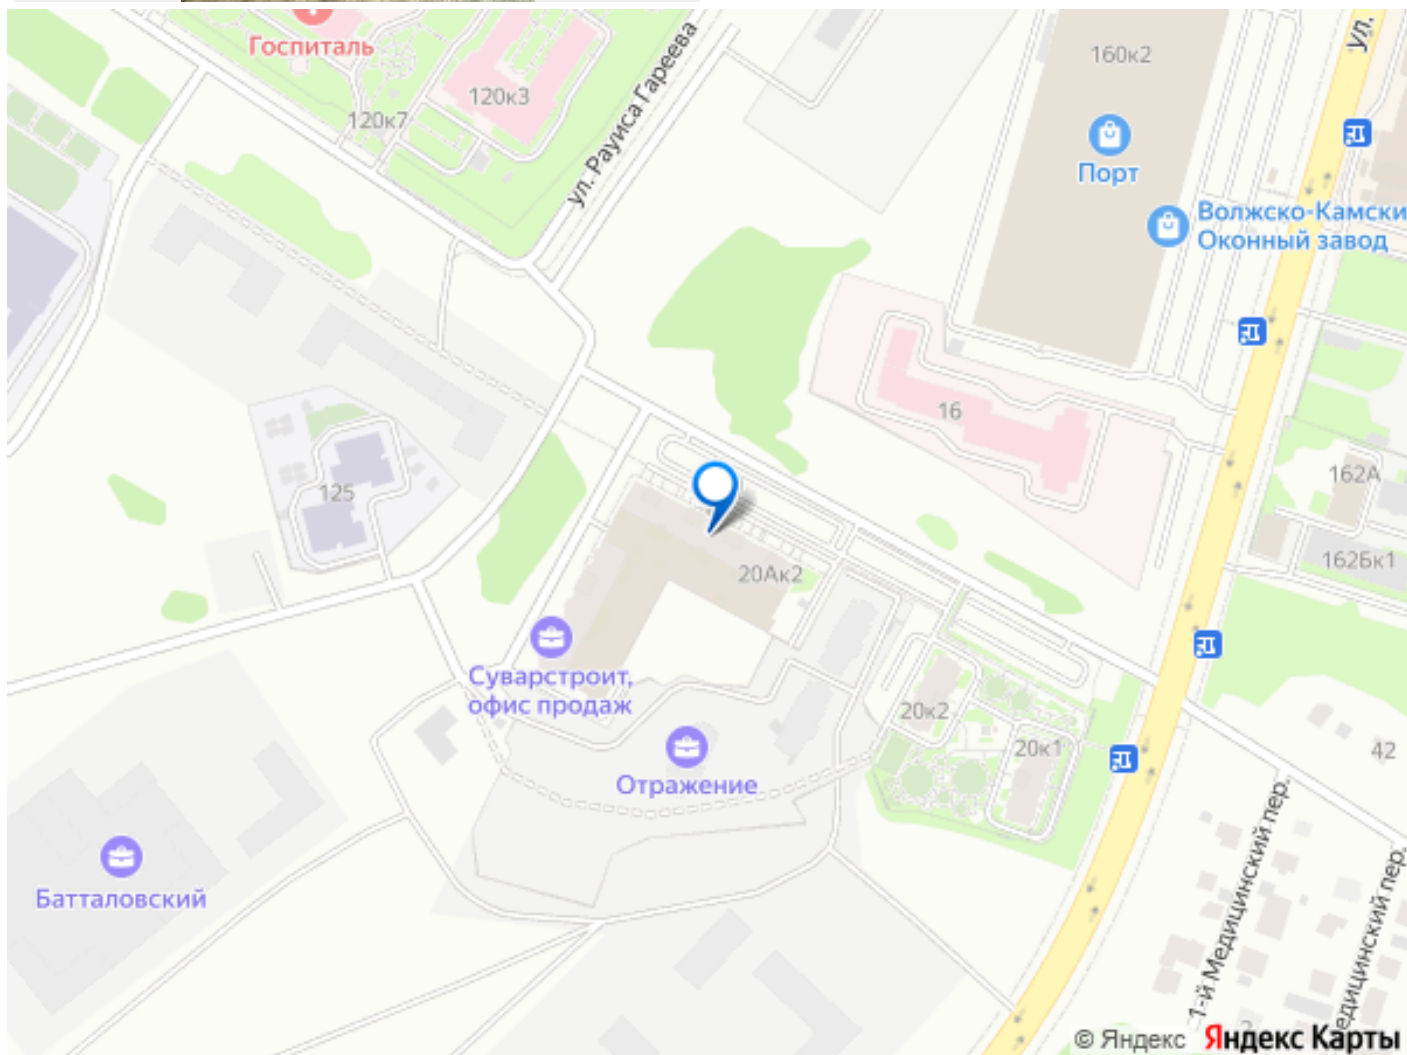 Госпиталь
120к3
120к7
ул. Рауиса Гареева
160к2
ул.
Порт
Волжско-Камски
Оконный завод
16
125
162А
162Бк1
20Ак2
Суварстроит,
офис продаж
20к2
20к1
42
Отражение
Батталовский
1-й Медицинский пер.
едицинский пер.
© Яндекс Яндекс Карты